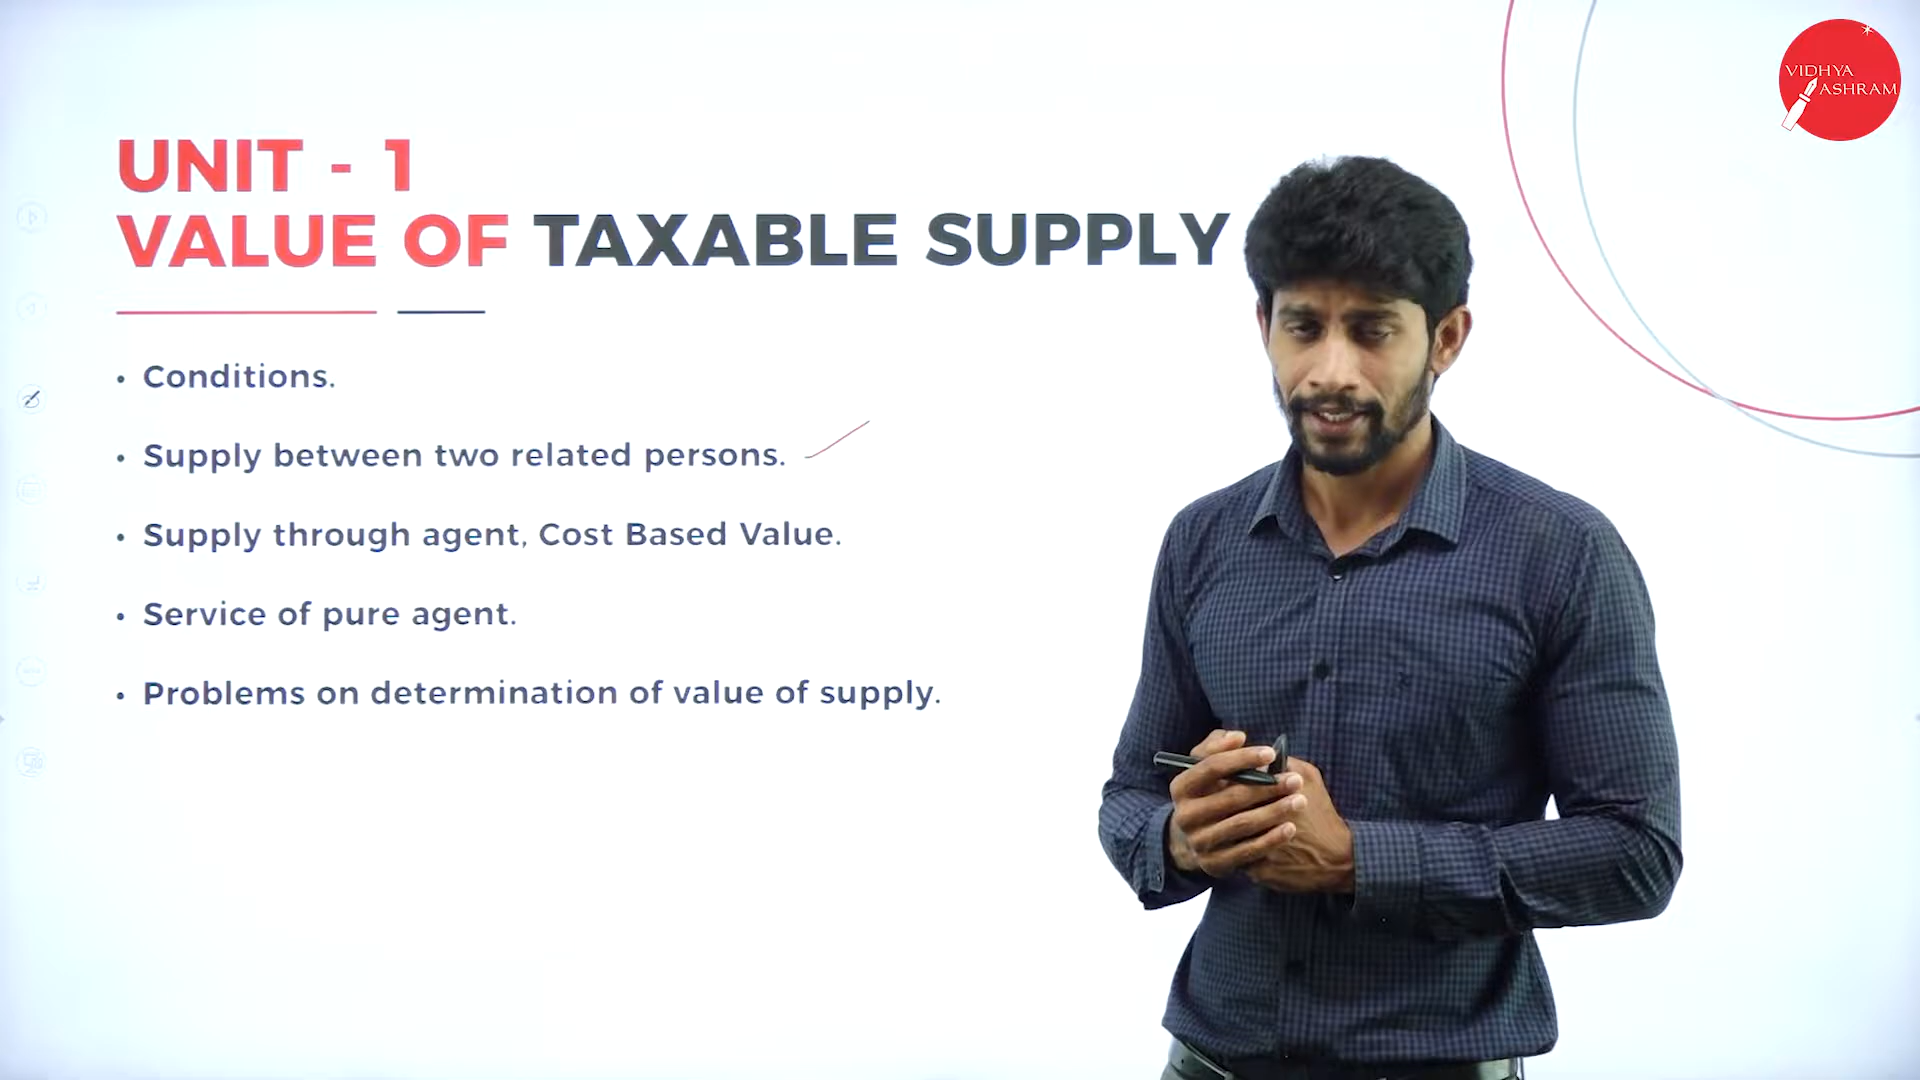 VIDHYA
ASHRAM
UNIT - 1
VALUE OF TAXABLE SUPPLY
• Conditions.
• Supply between two related persons.
• Supply through agent, Cost Based Value.
• Service of pure agent.
• Problems on determination of value of supply.